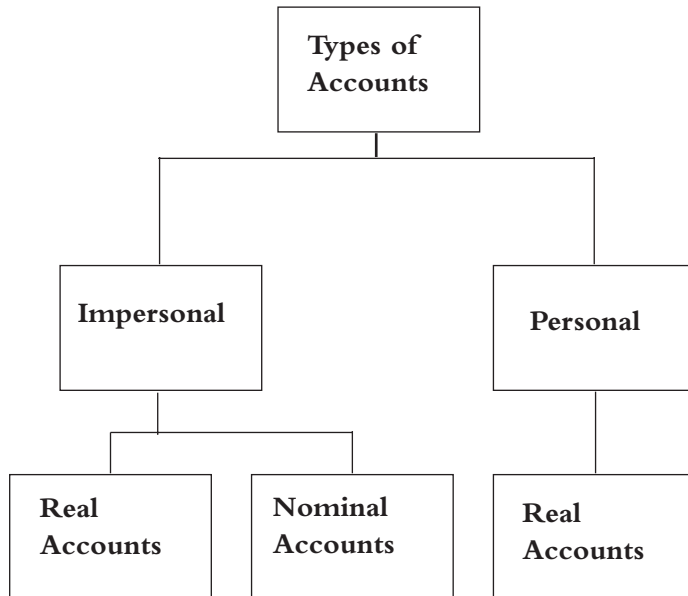 Types of
Accounts
Impersonal
Personal
Real
Accounts
Nominal
Accounts
Real
Accounts